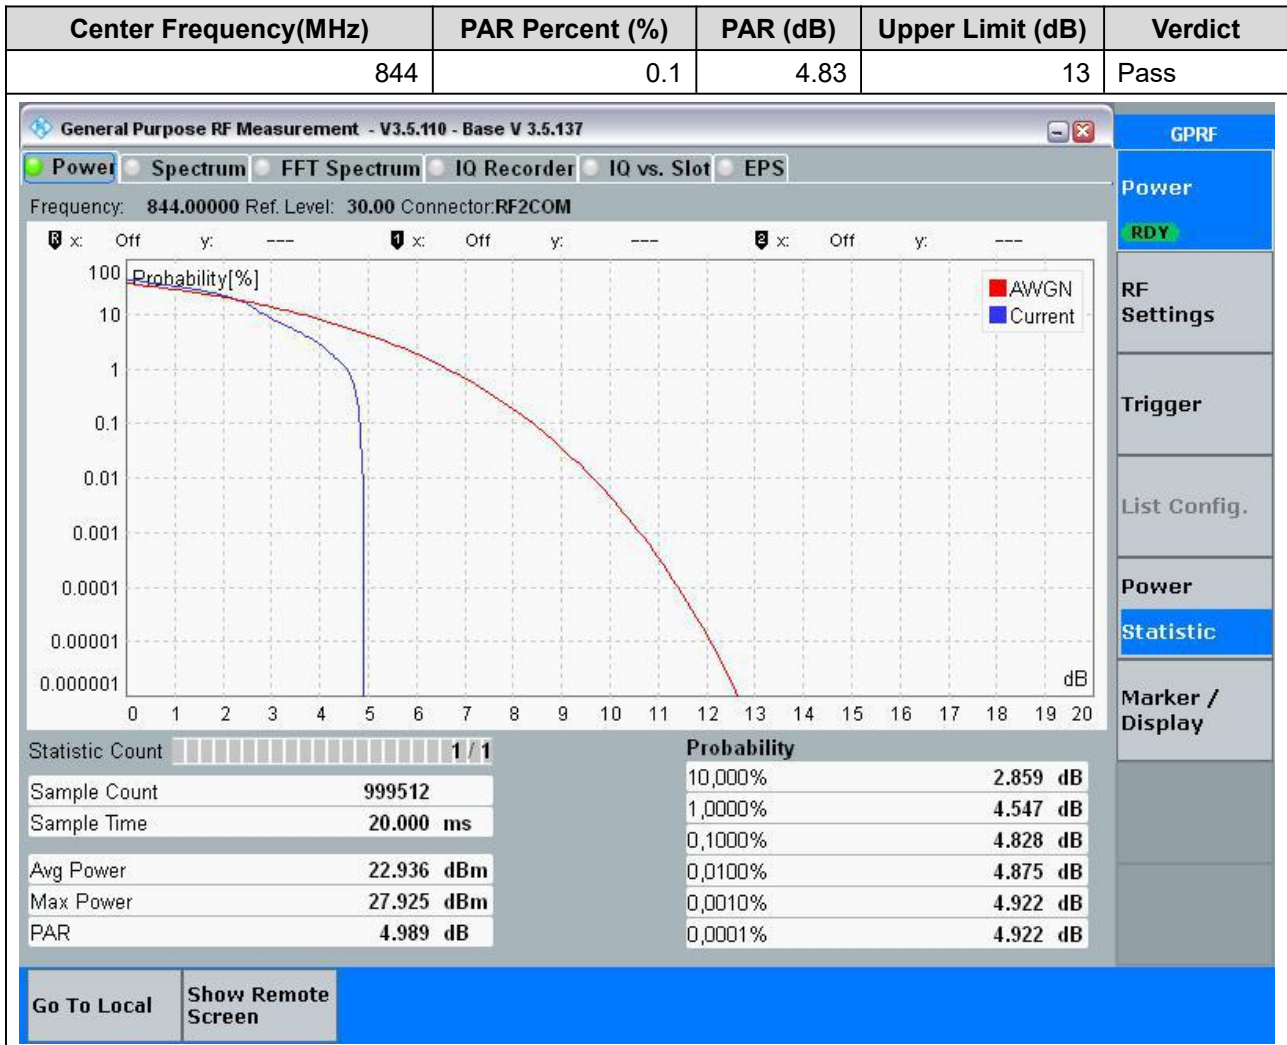 Center Frequency(MHz) PAR Percent (%) PAR (dB) Upper Limit (dB) Verdict
844 0.1 4.83 13 Pass
General Purpose RF Measurement - V3.5.110 - Base V 3.5.137
GPRF
Power Spectrum FFT Spectrum IQ Recorder IQ vs. Slot EPS
Frequency: 844.00000 Ref. Level: 30.00 Connector:RF2COM
R x: Off y: --- 1 x: Off y: --- 2 x: Off y: ---
Probability[%]
AWGN
Current
100
10
1
0.1
0.01
0.001
0.0001
0.00001
0.000001
dB
0 1 2 3 4 5 6 7 8 9 10 11 12 13 14 15 16 17 18 19 20
Statistic Count 1 / 1
Sample Count 999512
Sample Time 20.000 ms
Avg Power 22.936 dBm
Max Power 27.925 dBm
PAR 4.989 dB
Probability
10,000% 2.859 dB
1,0000% 4.547 dB
0,1000% 4.828 dB
0,0100% 4.875 dB
0,0010% 4.922 dB
0,0001% 4.922 dB
Power
RDY
RF
Settings
Trigger
List Config.
Power
Statistic
Marker /
Display
Go To Local
Show Remote
Screen